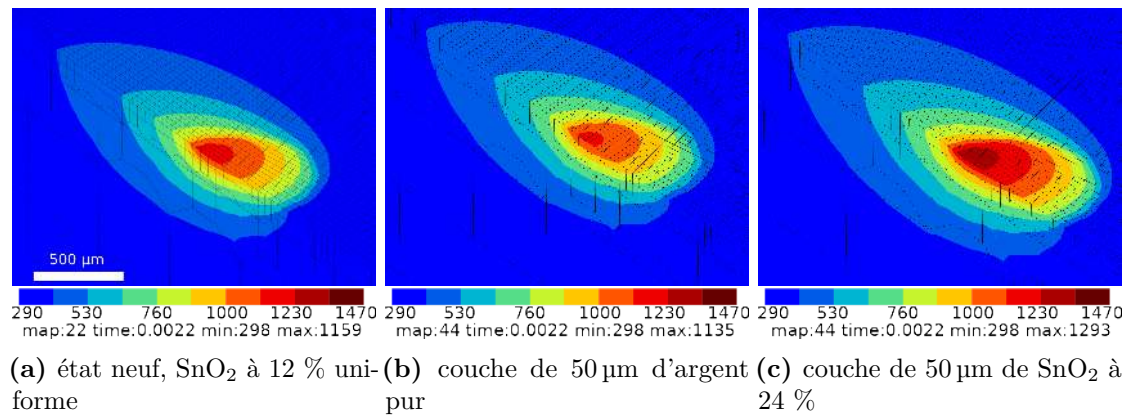 500 µm
290 530 760 1000 1230 1470
map:22 time:0.0022 min:298 max:1159
290 530 760 1000 1230 1470
map:44 time:0.0022 min:298 max:1135
290 530 760 1000 1230 1470
map:44 time:0.0022 min:298 max:1293
(a) état neuf, SnO₂ à 12 % uni-
forme
(b) couche de 50 µm d'argent
pur
(c) couche de 50 µm de SnO₂ à
24 %